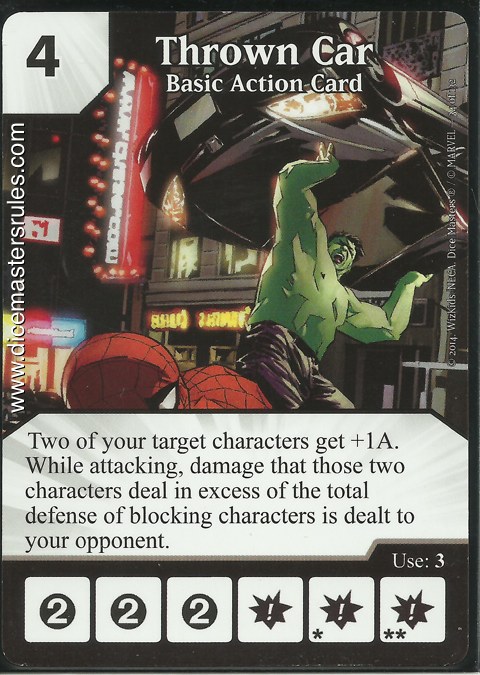 4
Thrown Car
Basic Action Card
www.dicemastersrules.com
© 2014 WizKids/NECA. Dice Masters® / © MARVEL
Two of your target characters get +1A.
While attacking, damage that those two
characters deal in excess of the total
defense of blocking characters is dealt to
your opponent.
Use: 3
2 2 2 ! ! !
* **